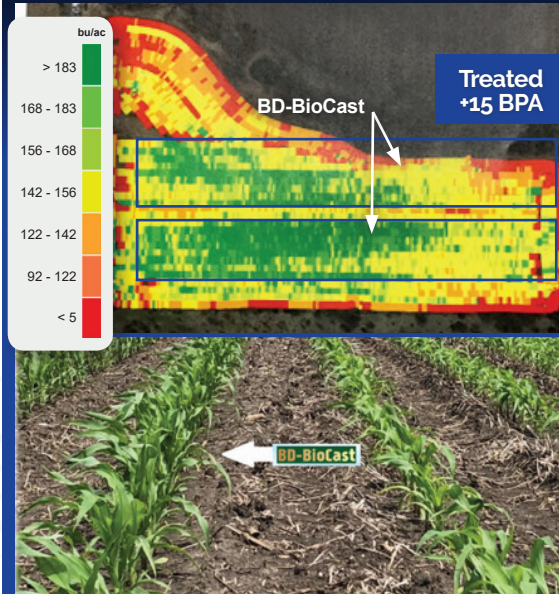 bu/ac
> 183
168 - 183
156 - 168
142 - 156
122 - 142
92 - 122
< 5
BD-BioCast
Treated
+15 BPA
BD-BioCast